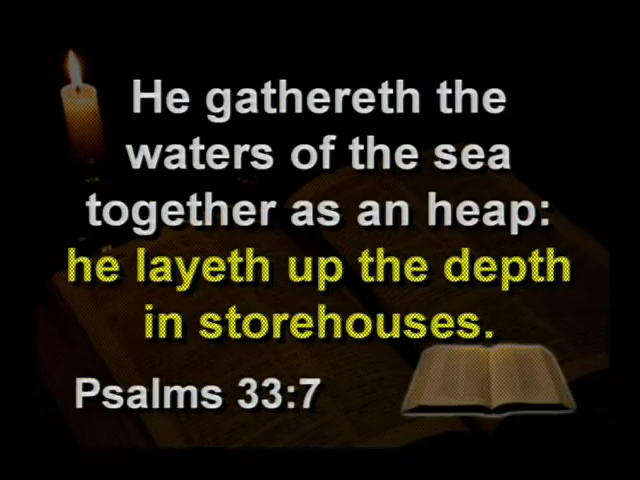 He gathereth the
waters of the sea
together as an heap:
he layeth up the depth
in storehouses.
Psalms 33:7